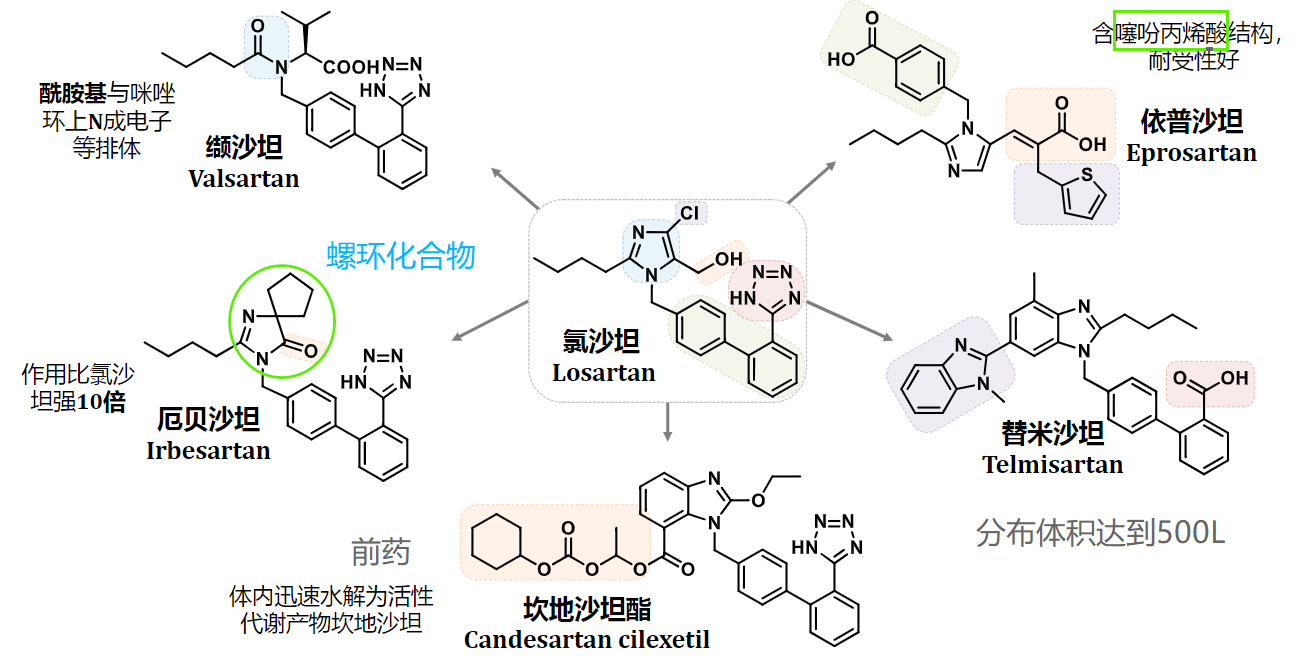 O
N
COOH
N N
HN N
酰胺基与咪唑
环上N成电子
等排体
缬沙坦
Valsartan
O
HO
N
N
O
OH
S
含噻吩丙烯酸结构，
耐受性好
依普沙坦
Eprosartan
Cl
N
N
OH
N N
HN N
氯沙坦
Losartan
螺环化合物
N
N
O
N N
HN N
作用比氯沙
坦强10倍
厄贝沙坦
Irbesartan
N
N
N
N
O OH
替米沙坦
Telmisartan
分布体积达到500L
前药
体内迅速水解为活性
代谢产物坎地沙坦
N
O
N
O
O O O O
N N
HN N
坎地沙坦酯
Candesartan cilexetil